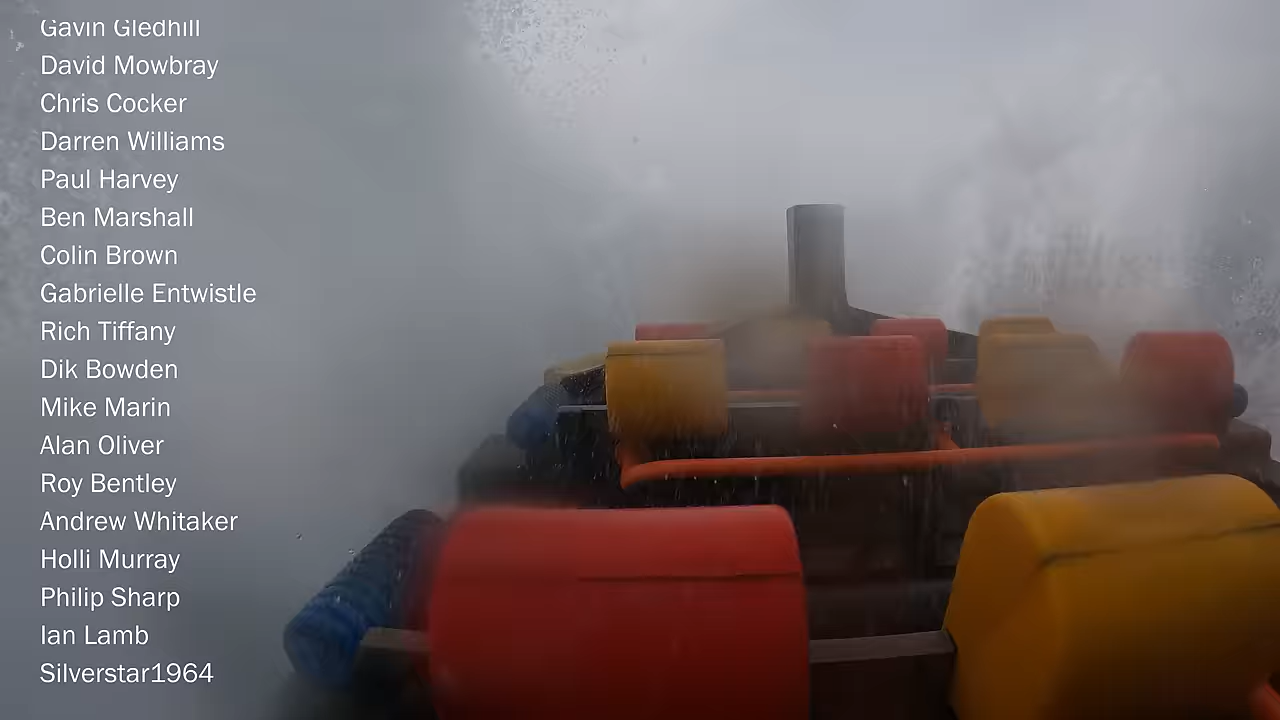 Gavin Gledhill
David Mowbray
Chris Cocker
Darren Williams
Paul Harvey
Ben Marshall
Colin Brown
Gabrielle Entwistle
Rich Tiffany
Dik Bowden
Mike Marin
Alan Oliver
Roy Bentley
Andrew Whitaker
Holli Murray
Philip Sharp
Ian Lamb
Silverstar1964